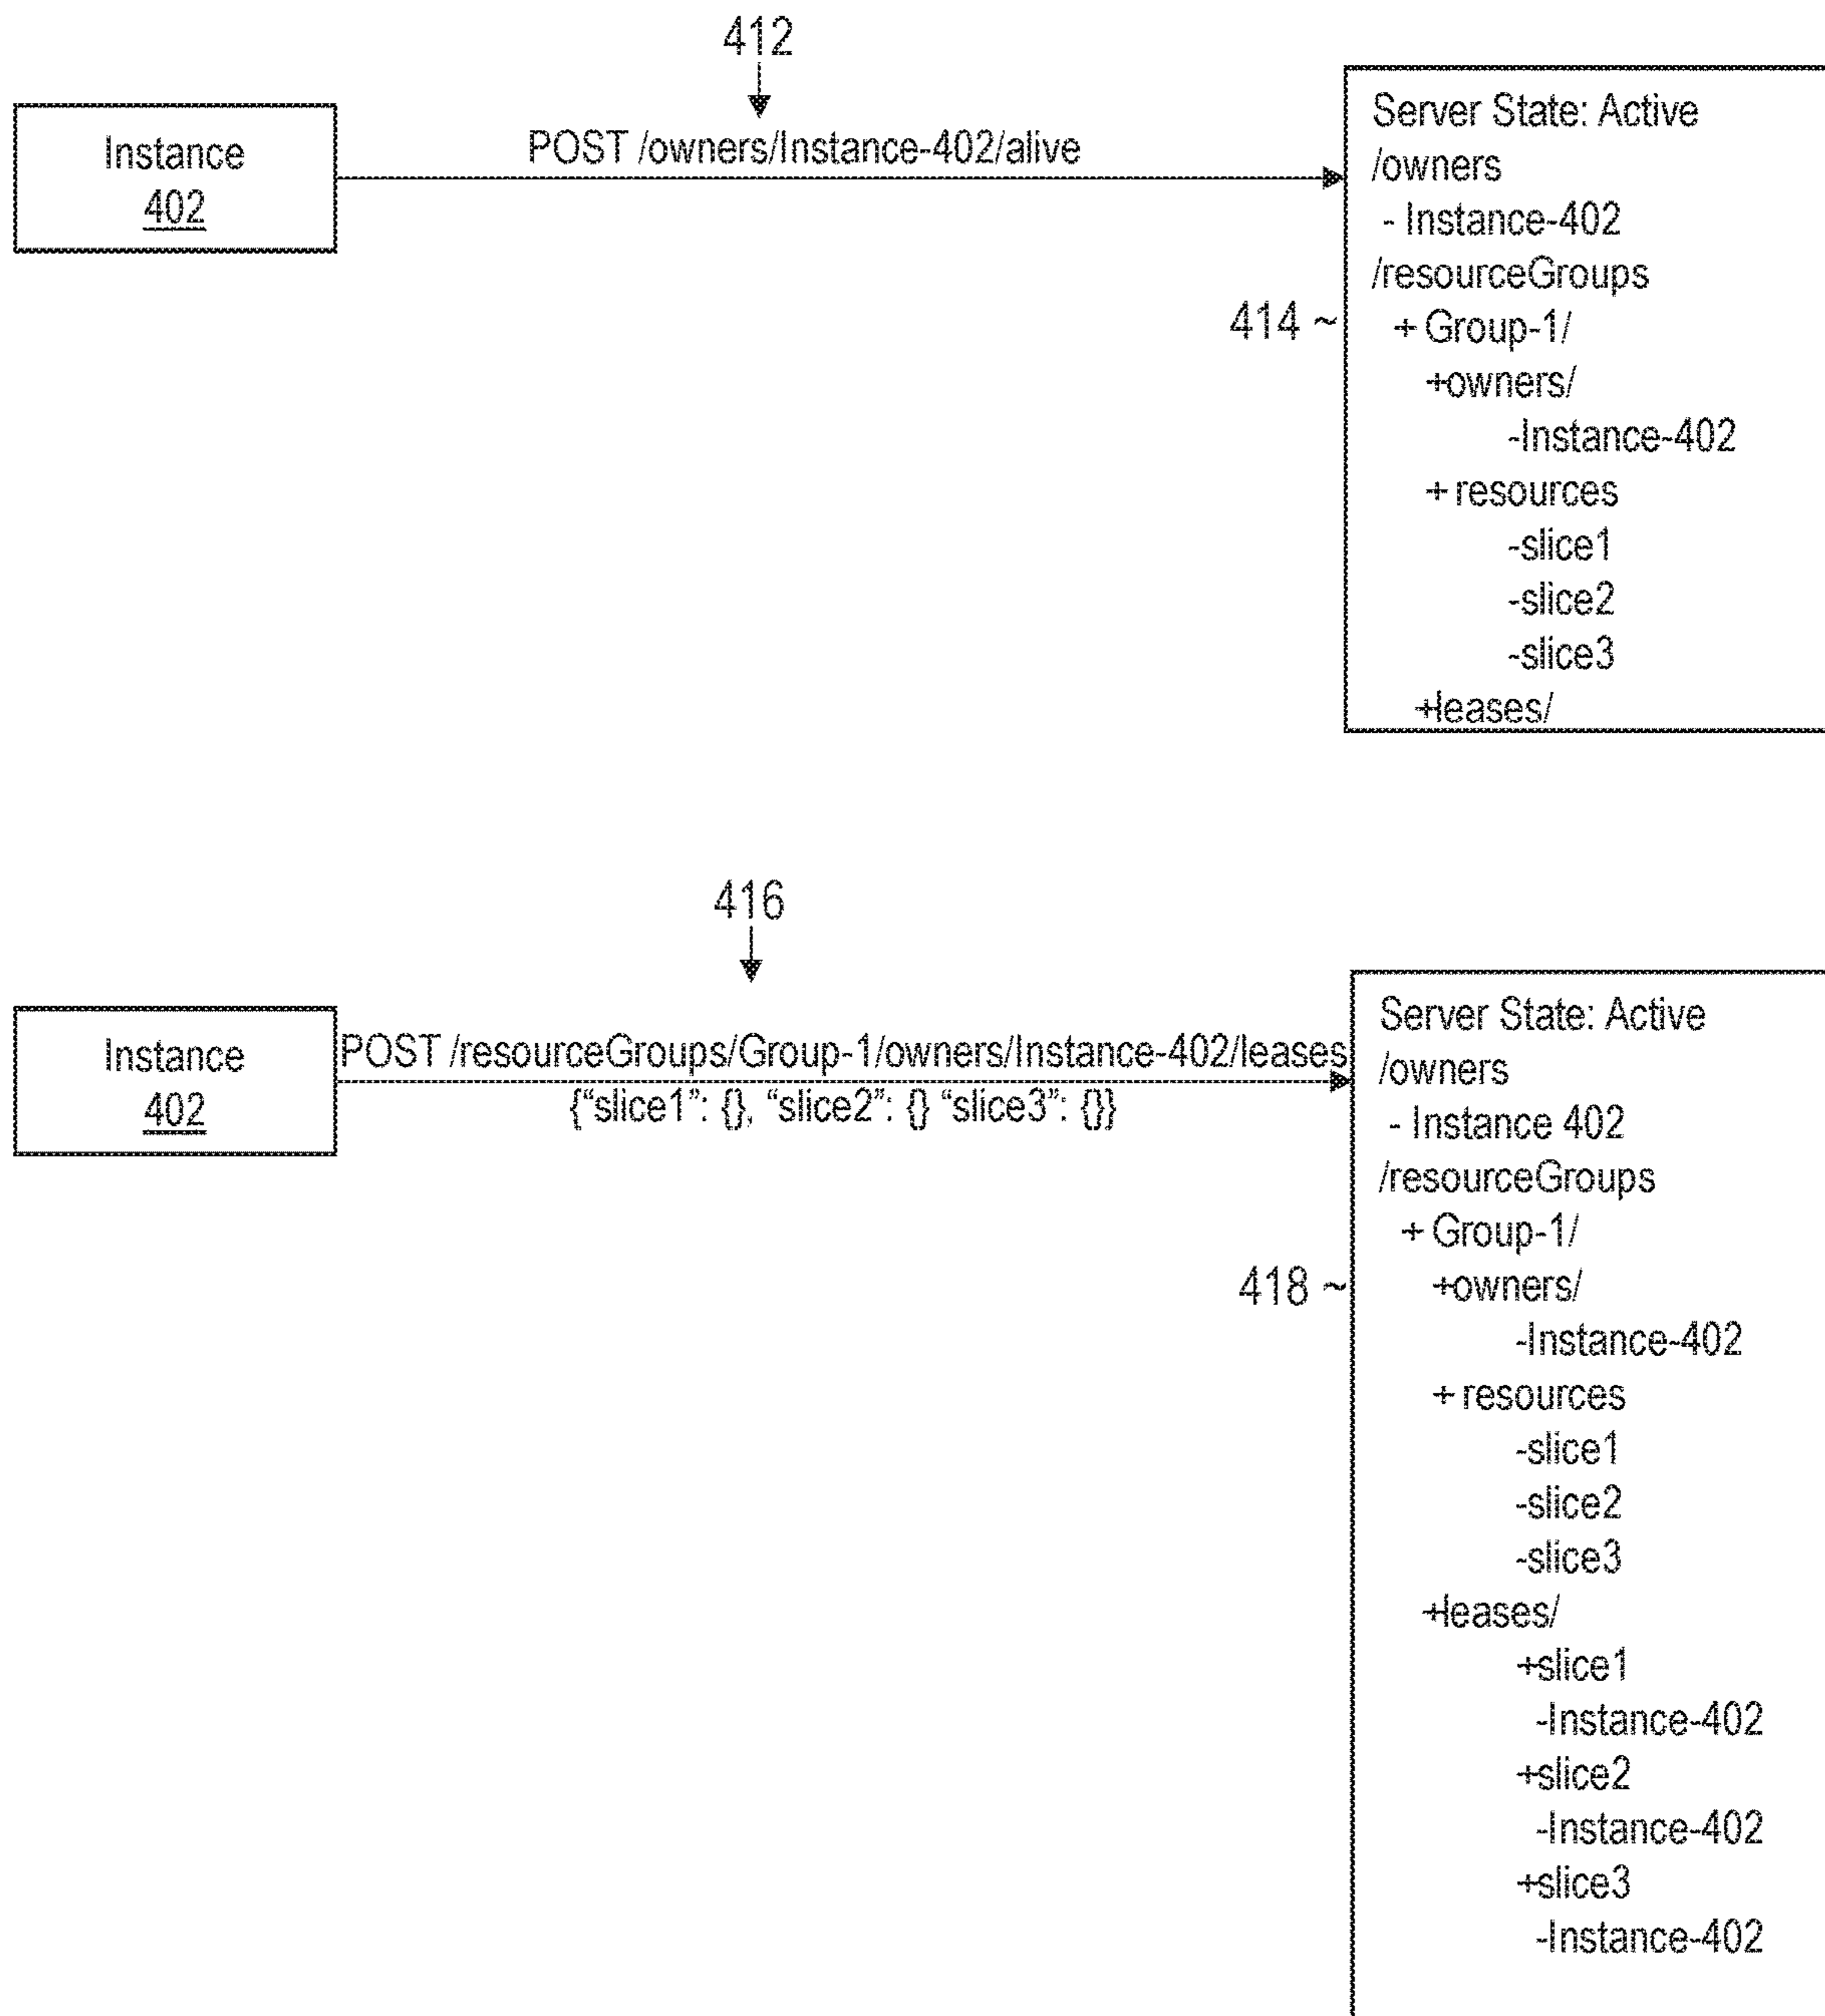 412
Instance
402
POST /owners/Instance-402/alive
Server State: Active
/owners
- Instance-402
/resourceGroups
414 ~
+ Group-1/
+owners/
-Instance-402
+ resources
-slice1
-slice2
-slice3
+leases/
416
Instance
402
POST /resourceGroups/Group-1/owners/Instance-402/leases
{“slice1”: {}, “slice2”: {} “slice3”: {}}
Server State: Active
/owners
- Instance 402
/resourceGroups
+ Group-1/
418 ~
+owners/
-Instance-402
+ resources
-slice1
-slice2
-slice3
+leases/
+slice1
-Instance-402
+slice2
-Instance-402
+slice3
-Instance-402